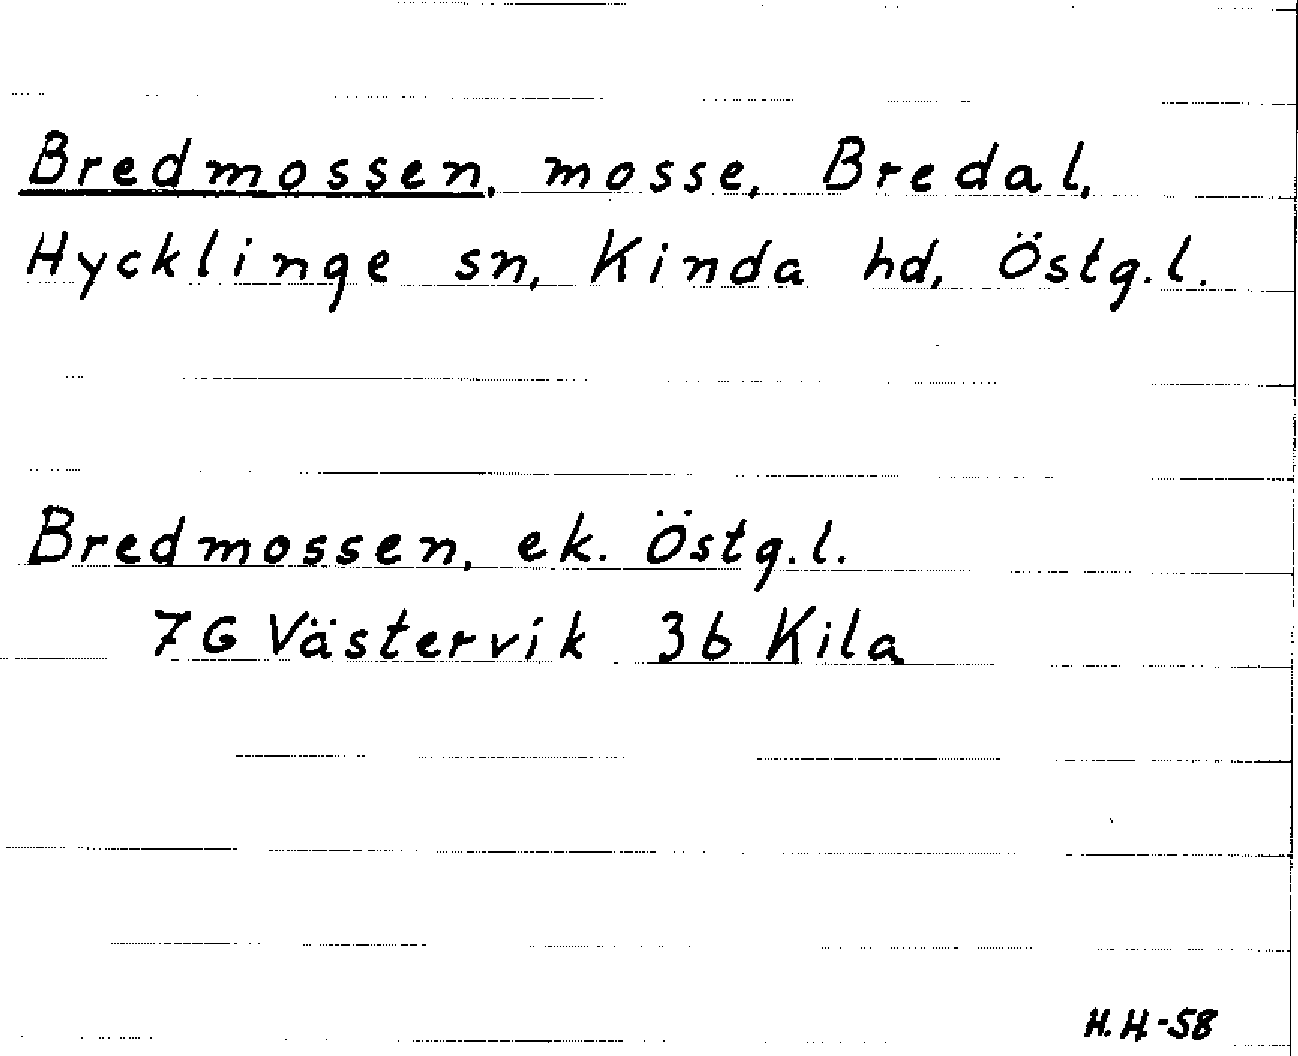 Bredmossen, mosse, Bredal,
Hycklinge sn, Kinda hd, Östg.l.
Bredmossen, ek. Östg.l.
7G Västervik 3b Kila
H.H-58